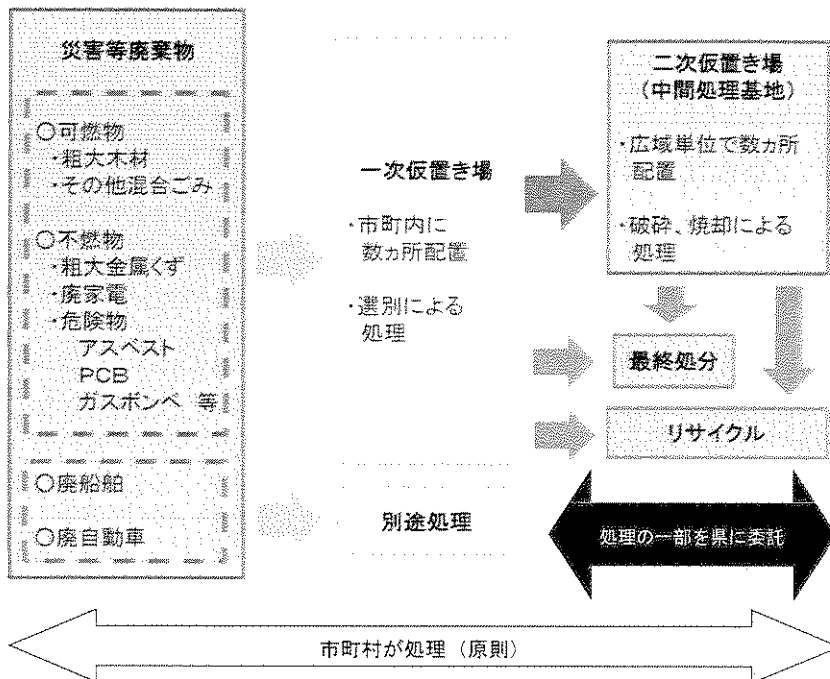 災害等廃棄物
〇可燃物
・粗大木材
・その他混合ごみ
〇不燃物
・粗大金属くず
・廃家電
・危険物
アスベスト
PCB
ガスボンベ 等
〇廃船舶
〇廃自動車
一次仮置き場
・市町内に
数ヵ所配置
・選別による
処理
別途処理
二次仮置き場
(中間処理基地)
・広域単位で数ヵ所
配置
・破砕、焼却による
処理
最終処分
リサイクル
処理の一部を県に委託
市町村が処理(原則)